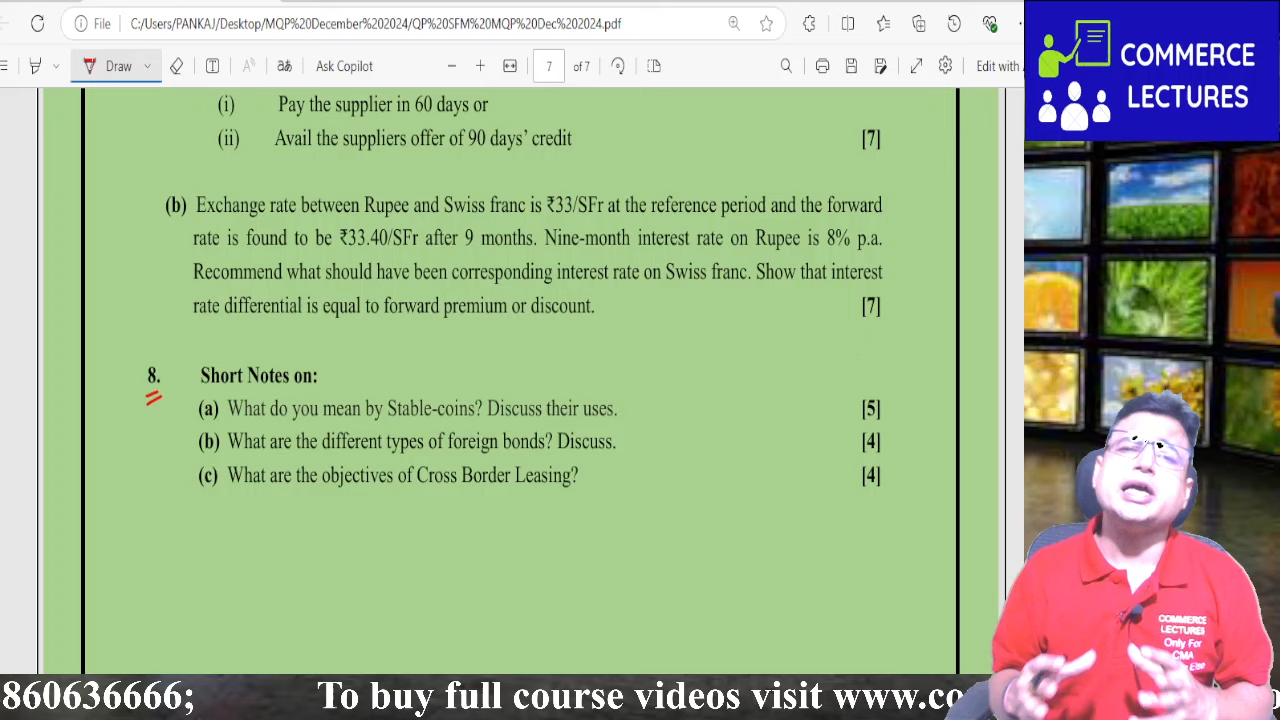 File
C:/Users/PANKAJ/Desktop/MQP%20December%202024/QP%20SFM%20MQP%20Dec%202024.pdf
Draw
Ask Copilot
7
of 7
Edit with
COMMERCE
LECTURES
(i) Pay the supplier in 60 days or
(ii) Avail the suppliers offer of 90 days’ credit [7]
(b) Exchange rate between Rupee and Swiss franc is ₹33/SFr at the reference period and the forward
rate is found to be ₹33.40/SFr after 9 months. Nine-month interest rate on Rupee is 8% p.a.
Recommend what should have been corresponding interest rate on Swiss franc. Show that interest
rate differential is equal to forward premium or discount. [7]
8. Short Notes on:
(a) What do you mean by Stable-coins? Discuss their uses. [5]
(b) What are the different types of foreign bonds? Discuss. [4]
(c) What are the objectives of Cross Border Leasing? [4]
COMMERCE
LECTURES
Only For
CMA
860636666; To buy full course videos visit www.co